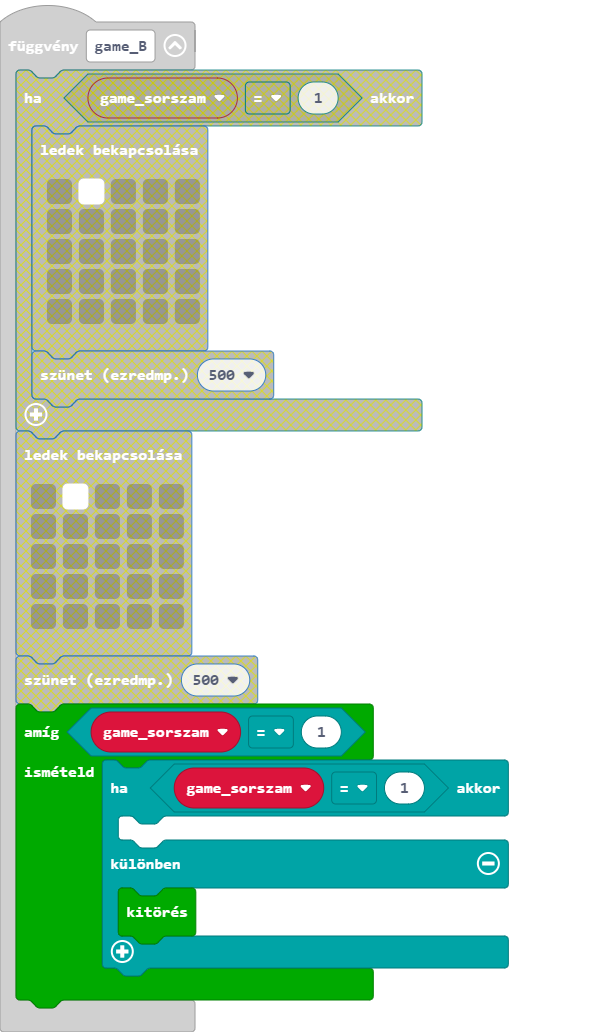 függvény game_B
ha game_sorszam = 1 akkor
ledek bekapcsolása
szünet (ezredmp.) 500
ledek bekapcsolása
szünet (ezredmp.) 500
amíg game_sorszam = 1
ismételd
ha game_sorszam = 1 akkor
különben
kitörés